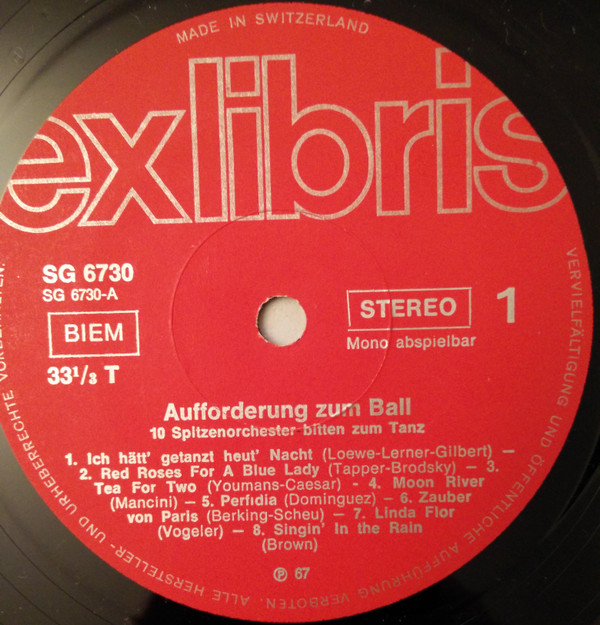 MADE IN SWITZERLAND
exlibris
SG 6730
SG 6730-A
BIEM
33¹/₃ T
STEREO
1
Mono abspielbar
Aufforderung zum Ball
10 Spitzenorchester bitten zum Tanz
1. Ich hätt' getanzt heut' Nacht (Loewe-Lerner-Gilbert) —
2. Red Roses For A Blue Lady (Tapper-Brodsky) — 3.
Tea For Two (Youmans-Caesar) - 4. Moon River
(Mancini) — 5. Perfidia (Dominguez) — 6. Zauber
von Paris (Berking-Scheu) — 7. Linda Flor
(Vogeler) — 8. Singin' In the Rain
(Brown)
℗ 67
ALLE HERSTELLER- UND URHEBERRECHTE VORBEHALTEN. VERVIELFÄLTIGUNG UND ÖFFENTLICHE AUFFÜHRUNG VERBOTEN.